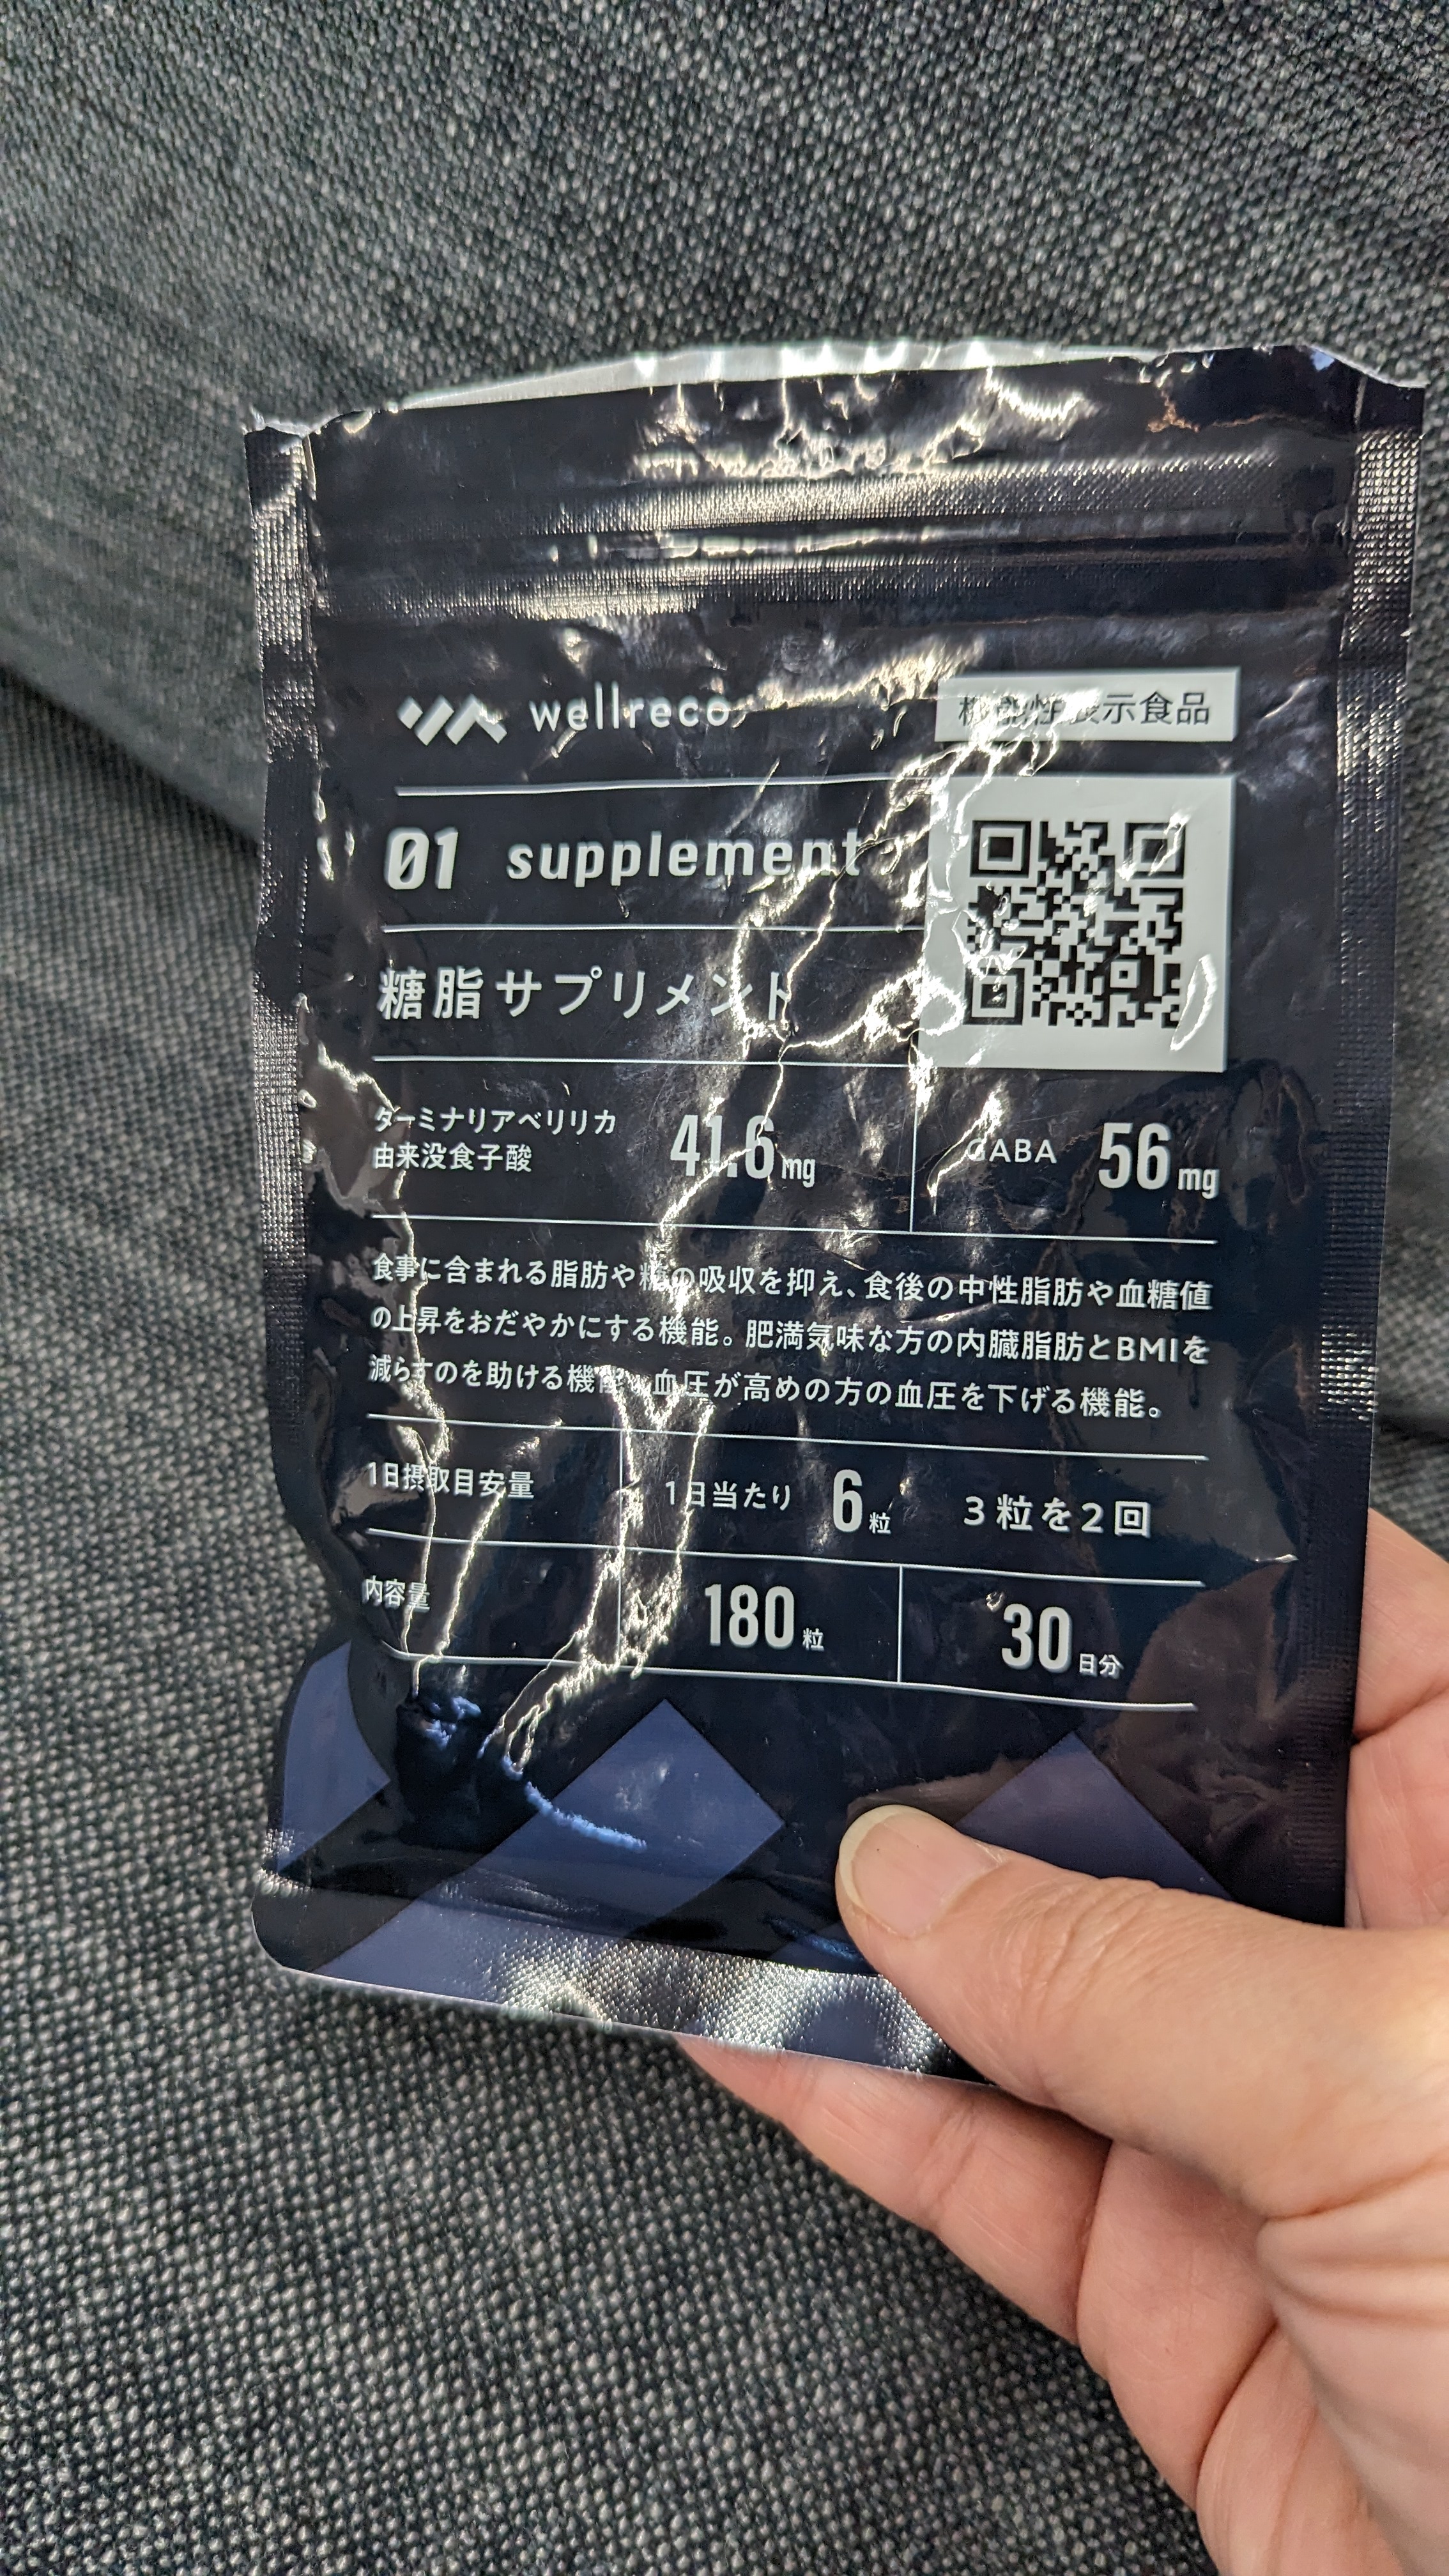 wellreco
機能性表示食品
01 supplement
糖脂サプリメント
ターミナリアベリリカ
由来没食子酸
41.6mg
GABA 56mg
食事に含まれる脂肪や糖の吸収を抑え、食後の中性脂肪や血糖値
の上昇をおだやかにする機能。肥満気味な方の内臓脂肪とBMIを
減らすのを助ける機能。血圧が高めの方の血圧を下げる機能。
1日摂取目安量 1日当たり 6粒 3粒を2回
内容量 180粒 30日分